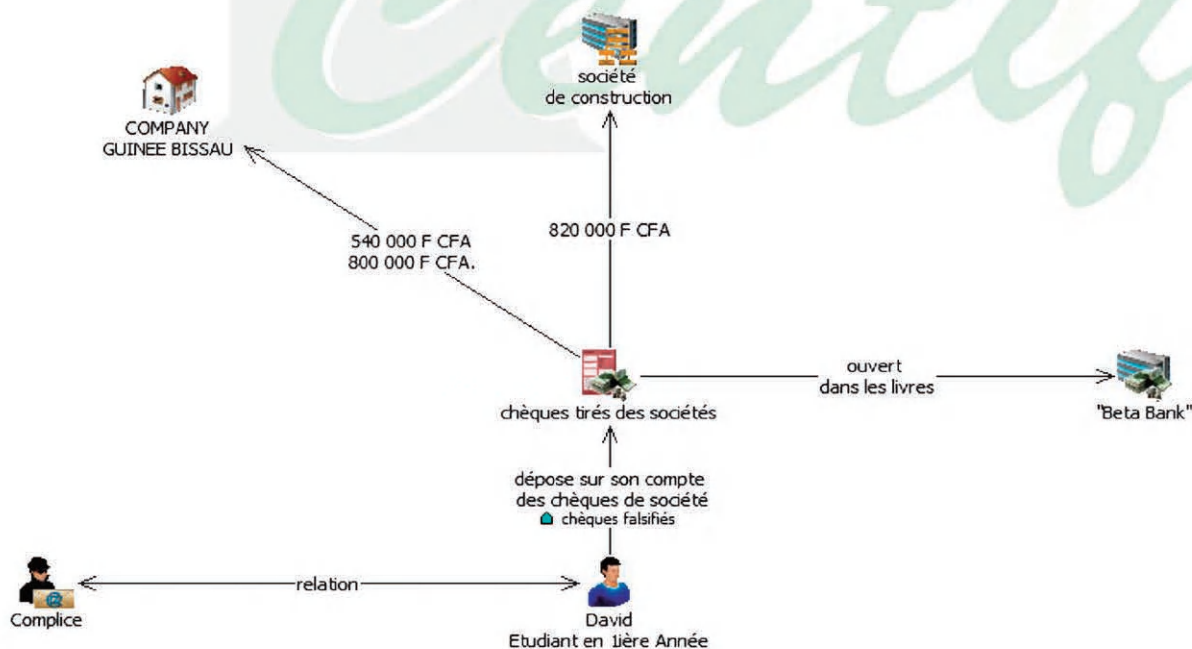 Centif
société
de construction
COMPANY
GUINEE BISSAU
540 000 F CFA
800 000 F CFA.
820 000 F CFA
chèques tirés des sociétés
ouvert
dans les livres
"Beta Bank"
dépose sur son compte
des chèques de société
chèques falsifiés
Complice
relation
David
Etudiant en 1ière Année